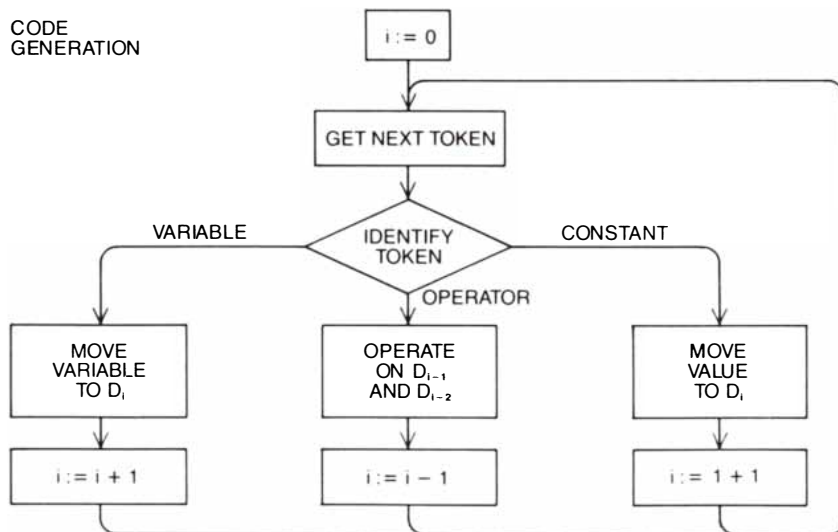 CODE
GENERATION
i := 0
GET NEXT TOKEN
IDENTIFY
TOKEN
VARIABLE
CONSTANT
OPERATOR
MOVE
VARIABLE
TO Dᵢ
OPERATE
ON Dᵢ₋₁
AND Dᵢ₋₂
MOVE
VALUE
TO Dᵢ
i := i + 1
i := i − 1
i := 1 + 1